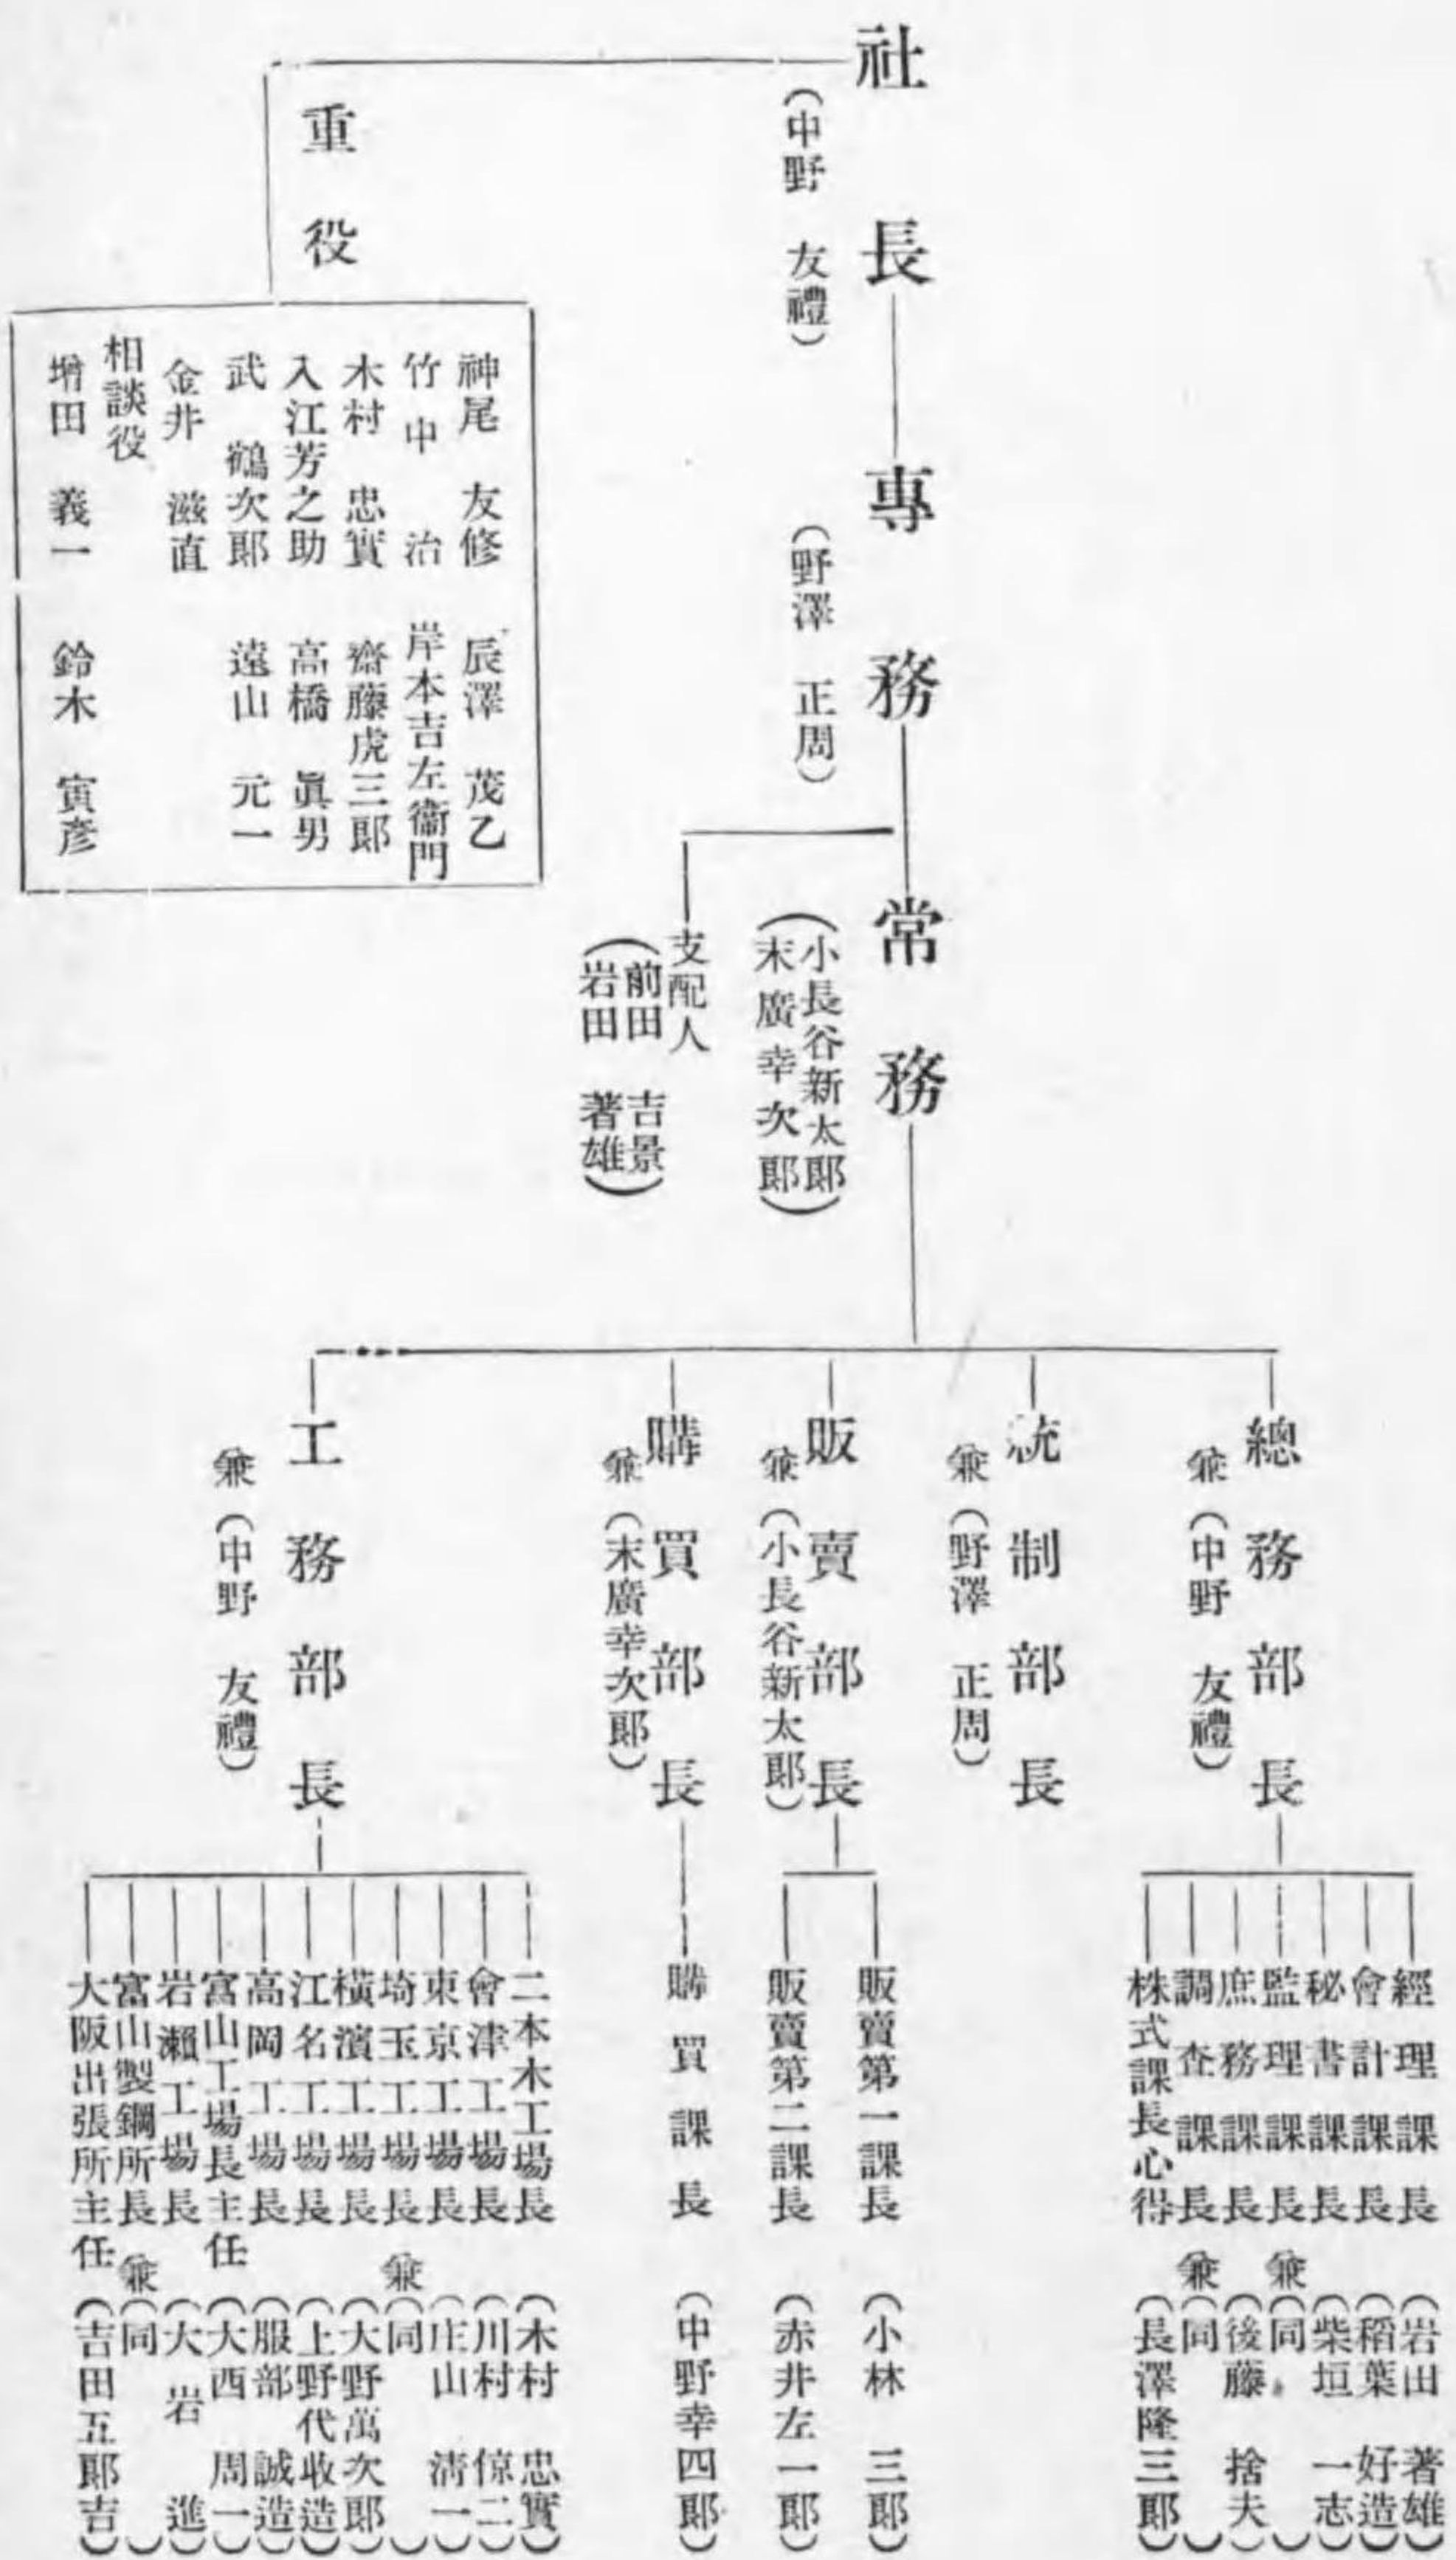 社長
（中野 友禮）
專務
（野澤 正周）
常務
（小長谷新太郎
末廣幸次郎）
支配人
（前田 吉景
岩田 著雄）
重役
神尾 友修 辰澤 茂乙
竹中 治 岸本吉左衞門
木村 忠實 齋藤虎三郎
入江芳之助 高橋 眞男
武 鶴次郎 遠山 元一
金井 滋直
相談役
增田 義一 鈴木 寅彦
總務部長
兼（中野 友禮）
經理課長（岩田 著雄）
會計課長（稻葉 好造）
秘書課長（柴垣 一志）
監理課長 兼（同）
庶務課長（後藤 捨夫）
調査課長 兼（同）
株式課長心得（長澤隆三郎）
統制部長
兼（野澤 正周）
販賣部長
兼（小長谷新太郎）
販賣第一課長（小林 三郎）
販賣第二課長（赤井左一郎）
購買部長
兼（末廣幸次郎）
購買課長（中野幸四郎）
工務部長
兼（中野 友禮）
二本木工場長（木村 忠實）
會津工場長（川村 倞二）
東京工場長（庄山 淸一）
埼玉工場長 兼（同）
橫濱工場長（大野萬次郎）
江名工場長（上野代收造）
高岡工場長（服部 誠造）
富山工場長主任（大西 周一）
岩瀨工場長（大岩 進）
富山製鋼所長 兼（同）
大阪出張所主任（吉田五郎吉）